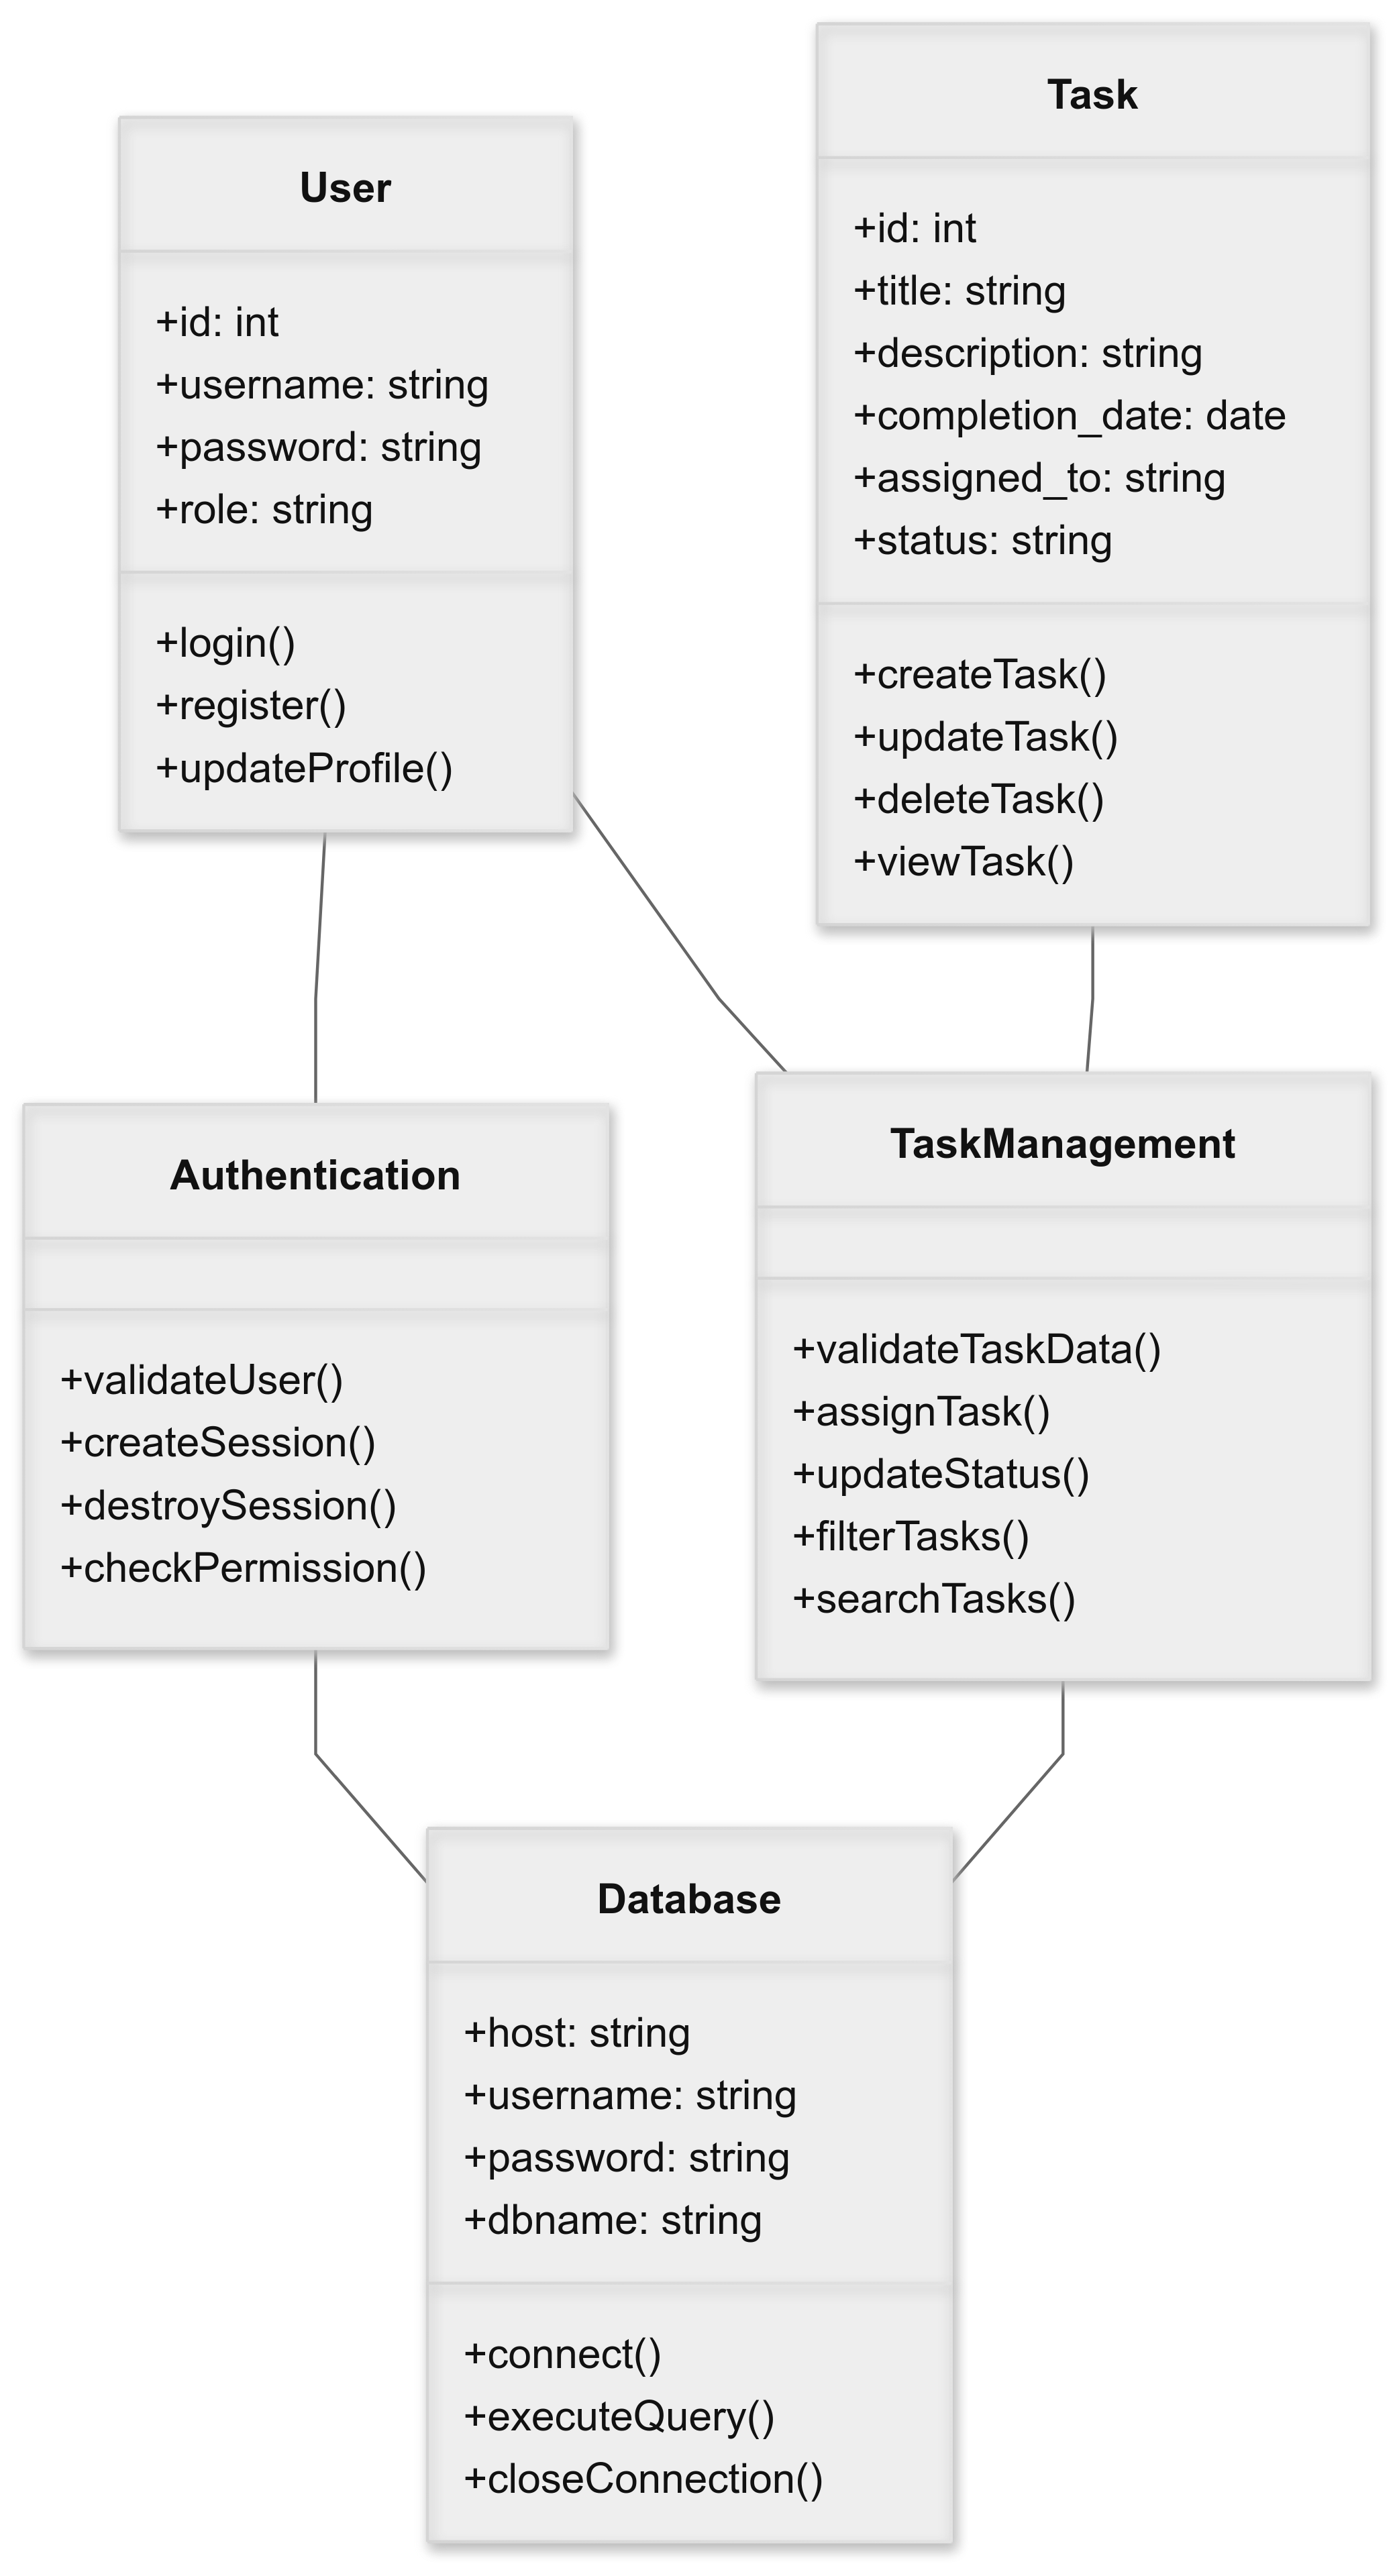 User
+id: int
+username: string
+password: string
+role: string
+login()
+register()
+updateProfile()
Task
+id: int
+title: string
+description: string
+completion_date: date
+assigned_to: string
+status: string
+createTask()
+updateTask()
+deleteTask()
+viewTask()
Authentication
+validateUser()
+createSession()
+destroySession()
+checkPermission()
TaskManagement
+validateTaskData()
+assignTask()
+updateStatus()
+filterTasks()
+searchTasks()
Database
+host: string
+username: string
+password: string
+dbname: string
+connect()
+executeQuery()
+closeConnection()